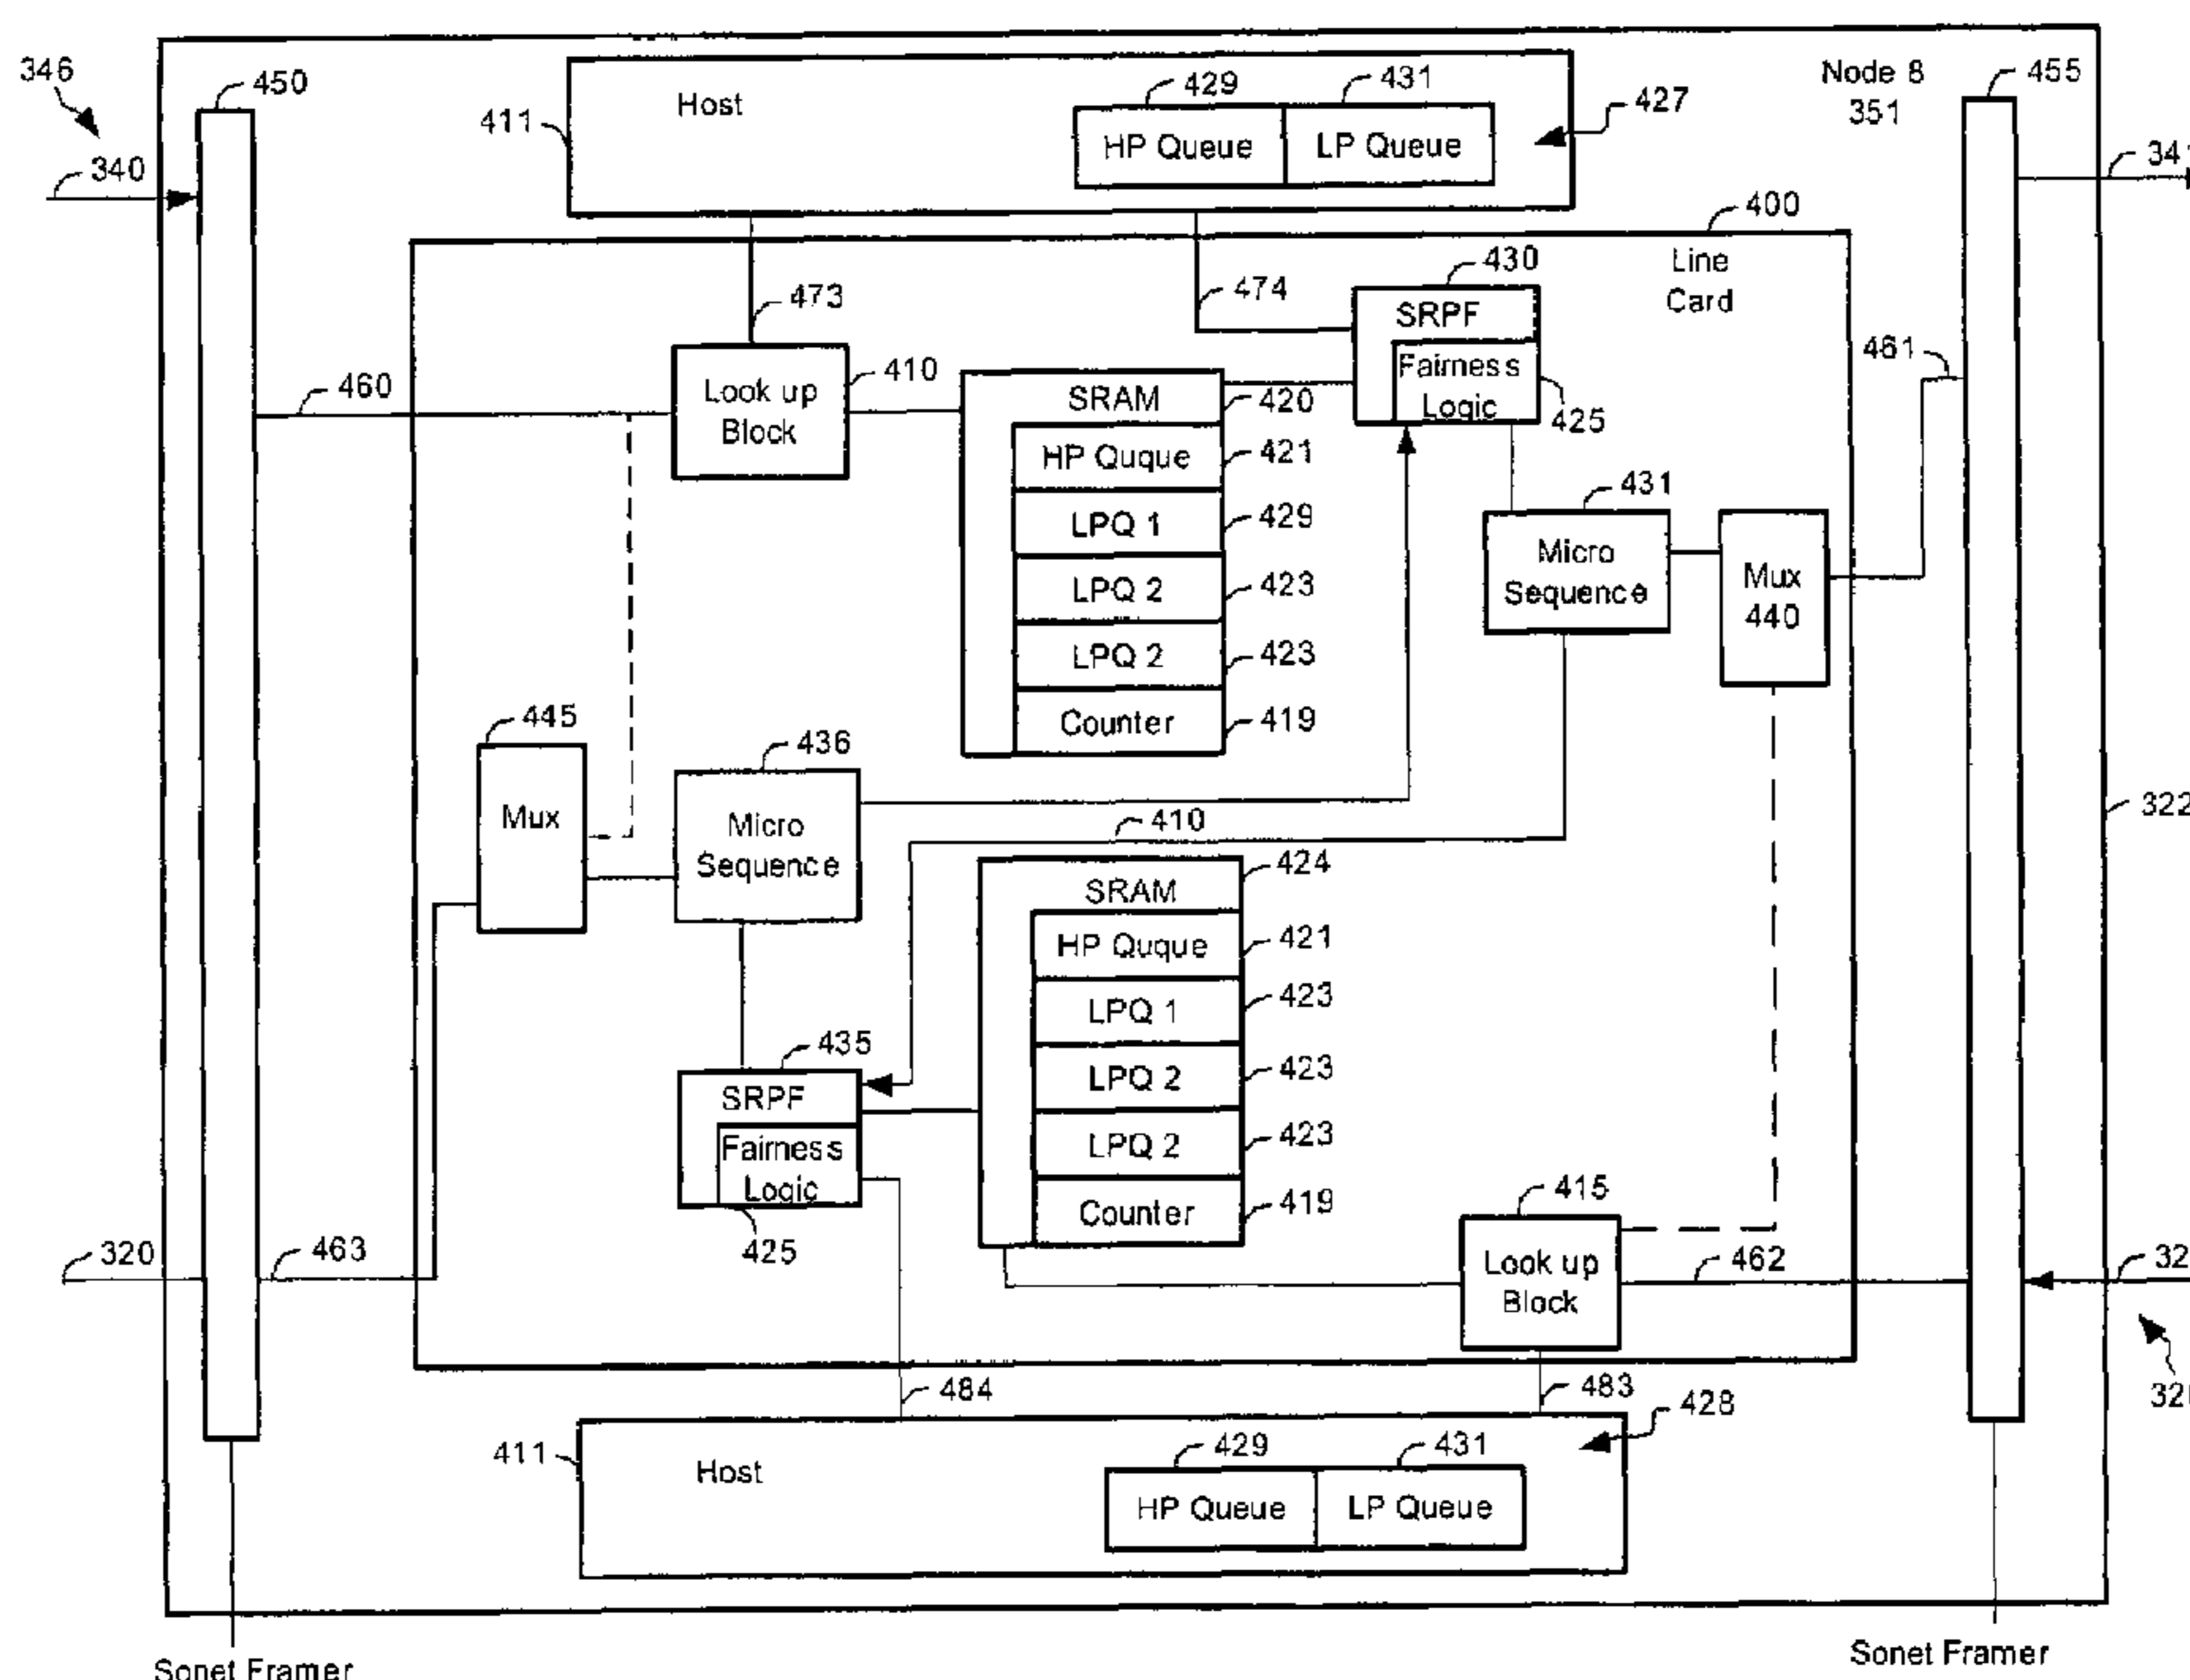 346
450
340
411
Host
429
431
HP Queue
LP Queue
427
Node 8
351
455
400
Line
Card
473
474
430
SRPF
Fairness
Logic
425
461
460
Look up
Block
410
SRAM
420
HP Quque
421
LPQ 1
429
LPQ 2
423
LPQ 2
423
Counter
419
431
Micro
Sequence
Mux
440
445
Mux
436
Micro
Sequence
410
322
SRAM
424
HP Quque
421
LPQ 1
423
LPQ 2
423
LPQ 2
423
Counter
419
435
SRPF
Fairness
Logic
425
415
Look up
Block
462
320
463
484
483
411
Host
429
431
HP Queue
LP Queue
428
Sonet Framer
Sonet Framer